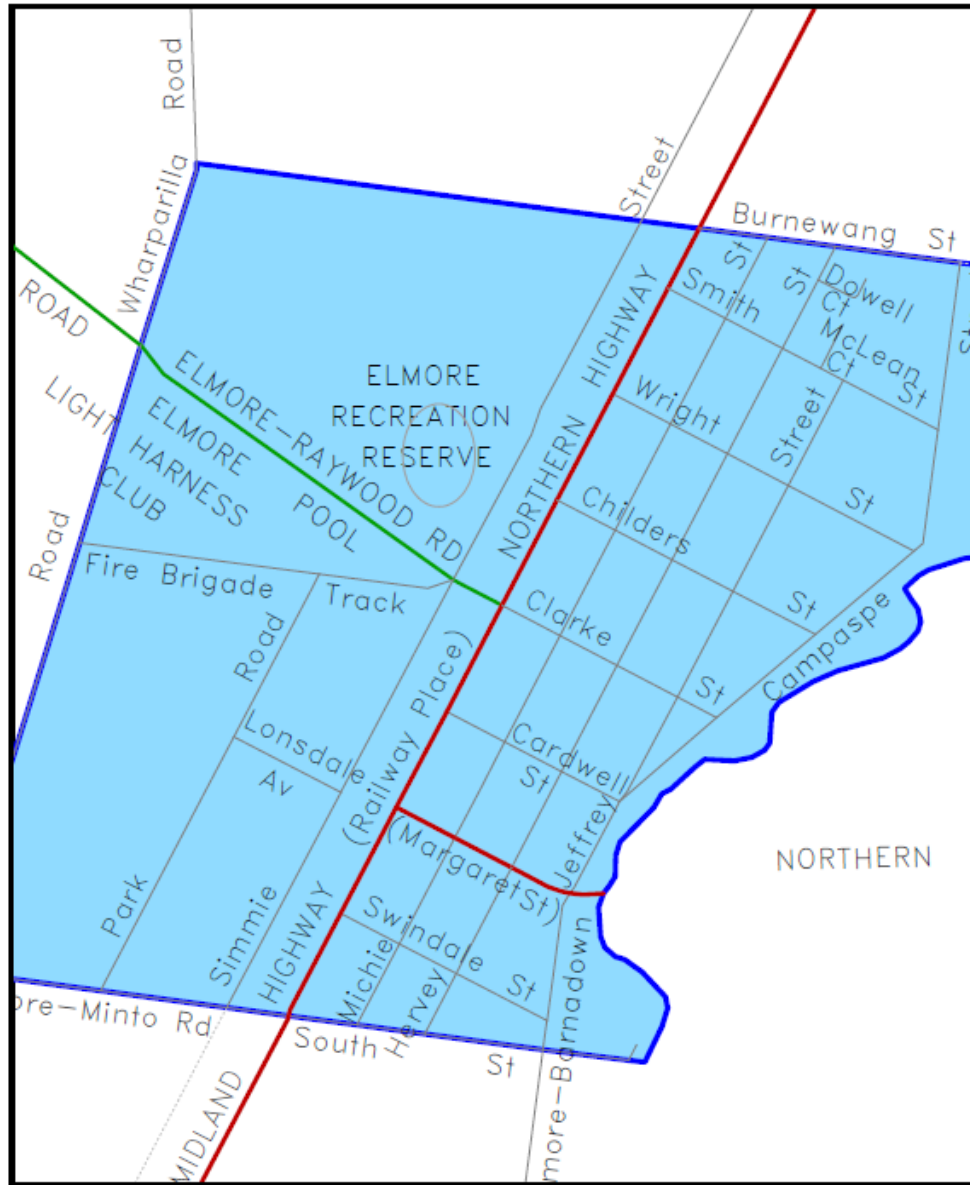 Road
Wharparilla
Street
Burnewang St
ROAD
HIGHWAY
St
St
Dowell
Ct
Smith
St
McLean
Ct
St
ELMORE
RECREATION
RESERVE
ELMORE-RAYWOOD RD
LIGHT
HARNESS
CLUB
ELMORE
POOL
Wright
St
Street
NORTHERN
Childers
St
Road
Fire Brigade Track
Clarke
St
Campaspe
Road
Lonsdale
Av
(Railway Place)
Cardwell
St
Jeffrey
(Margaret St)
NORTHERN
Park
Simmie
HIGHWAY
Swindale
St
Michie
Hervey
ore-Minto Rd
South St
more-Barnadown
MIDLAND